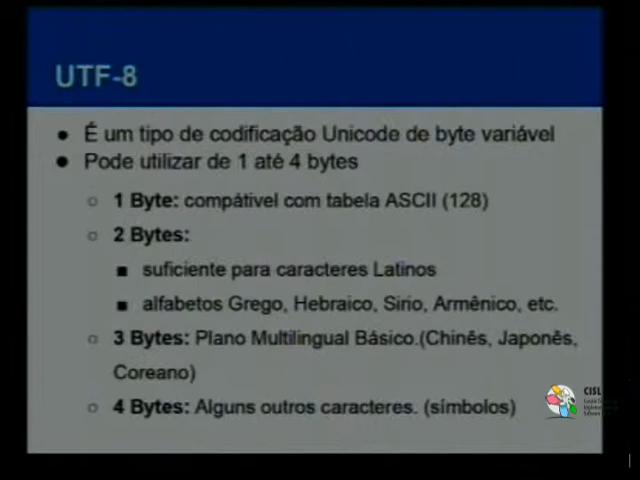 UTF-8
● É um tipo de codificação Unicode de byte variável
● Pode utilizar de 1 até 4 bytes
○ 1 Byte: compátivel com tabela ASCII (128)
○ 2 Bytes:
■ suficiente para caracteres Latinos
■ alfabetos Grego, Hebraico, Sirio, Armênico, etc.
○ 3 Bytes: Plano Multilingual Básico.(Chinês, Japonês,
Coreano)
○ 4 Bytes: Alguns outros caracteres. (símbolos)
CISL